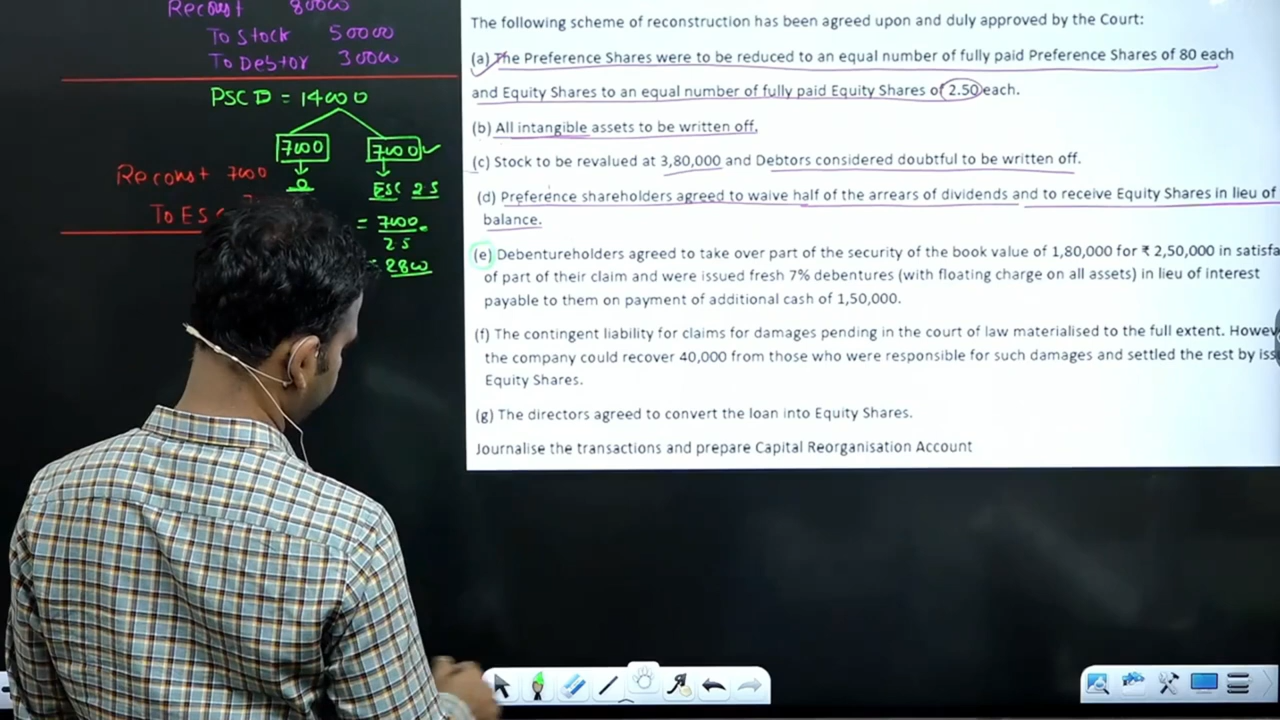 Reconst 80000
To Stock 50000
To Debtor 30000
PSCD = 14000
7000 7000
Reconst 7000
0 ESC 2.5
To ESC
= 7000
2.5
= 2800
The following scheme of reconstruction has been agreed upon and duly approved by the Court:
(a) The Preference Shares were to be reduced to an equal number of fully paid Preference Shares of 80 each
and Equity Shares to an equal number of fully paid Equity Shares of 2.50 each.
(b) All intangible assets to be written off,
(c) Stock to be revalued at 3,80,000 and Debtors considered doubtful to be written off.
(d) Preference shareholders agreed to waive half of the arrears of dividends and to receive Equity Shares in lieu of
balance.
(e) Debentureholders agreed to take over part of the security of the book value of 1,80,000 for ₹ 2,50,000 in satisfa
of part of their claim and were issued fresh 7% debentures (with floating charge on all assets) in lieu of interest
payable to them on payment of additional cash of 1,50,000.
(f) The contingent liability for claims for damages pending in the court of law materialised to the full extent. Howe
the company could recover 40,000 from those who were responsible for such damages and settled the rest by iss
Equity Shares.
(g) The directors agreed to convert the loan into Equity Shares.
Journalise the transactions and prepare Capital Reorganisation Account